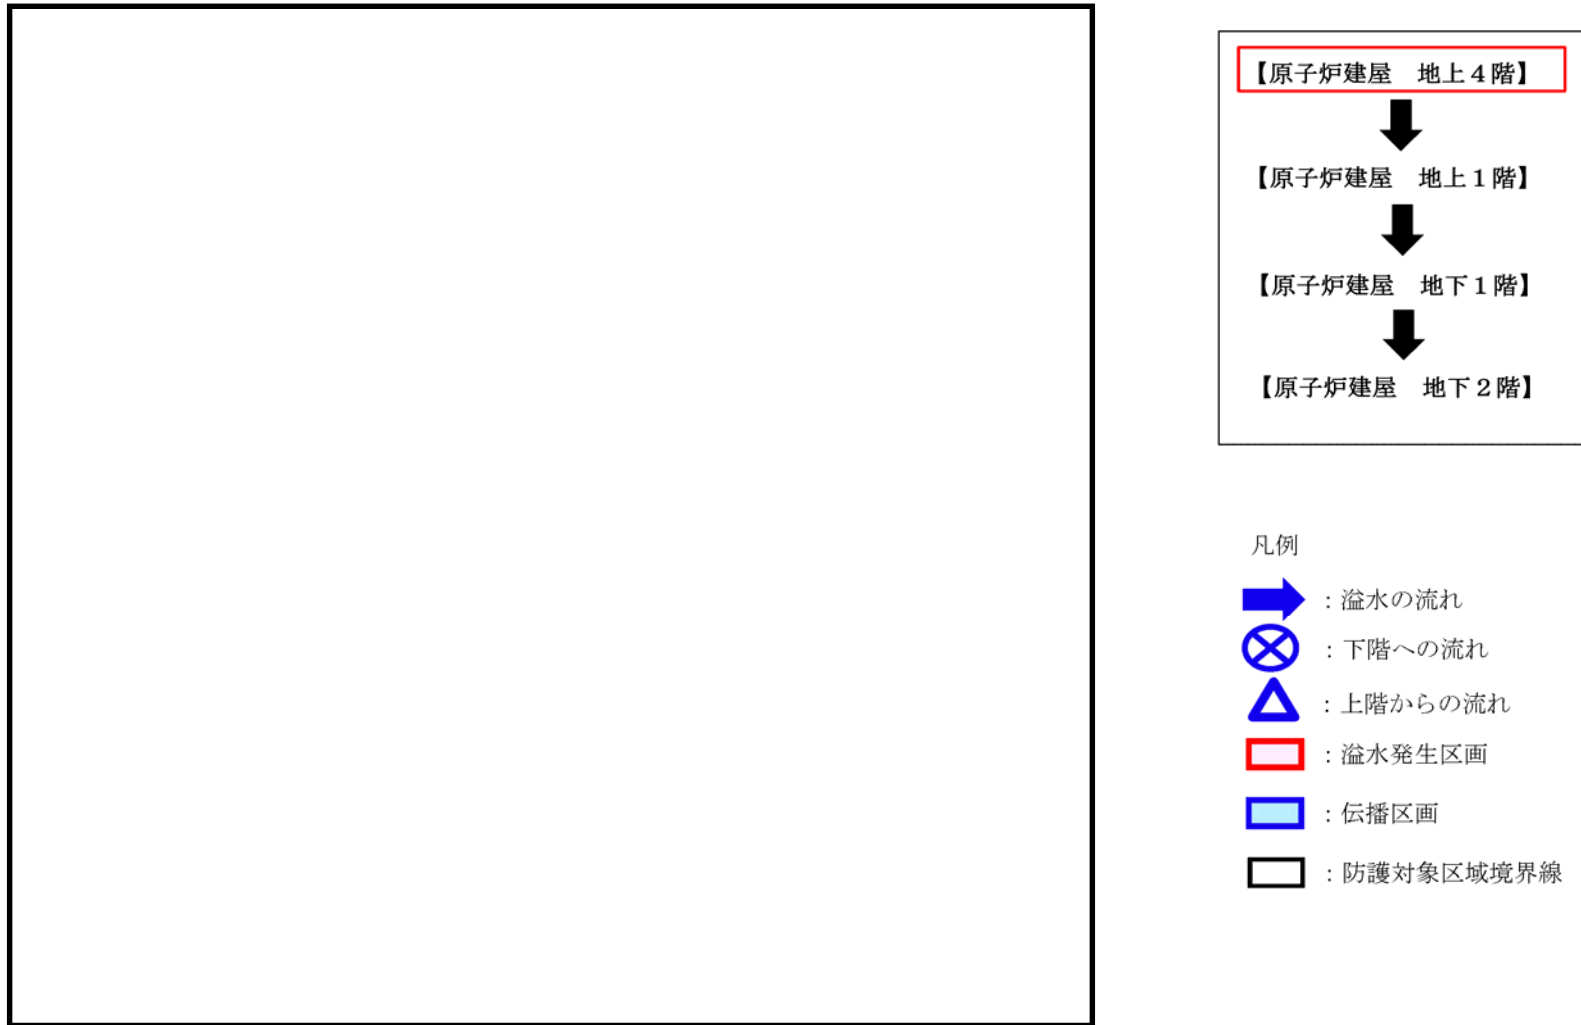 【原子炉建屋　地上４階】
【原子炉建屋　地上１階】
【原子炉建屋　地下１階】
【原子炉建屋　地下２階】
凡例
：溢水の流れ
：下階への流れ
：上階からの流れ
：溢水発生区画
：伝播区画
：防護対象区域境界線